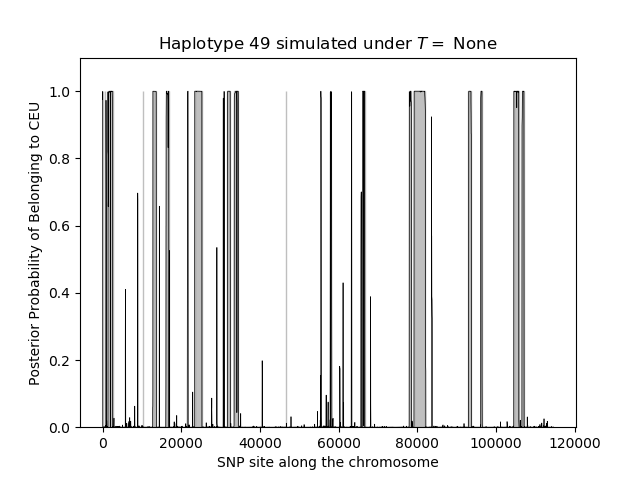 Haplotype 49 simulated under T = None
Posterior Probability of Belonging to CEU
1.0
0.8
0.6
0.4
0.2
0.0
0 20000 40000 60000 80000 100000 120000
SNP site along the chromosome